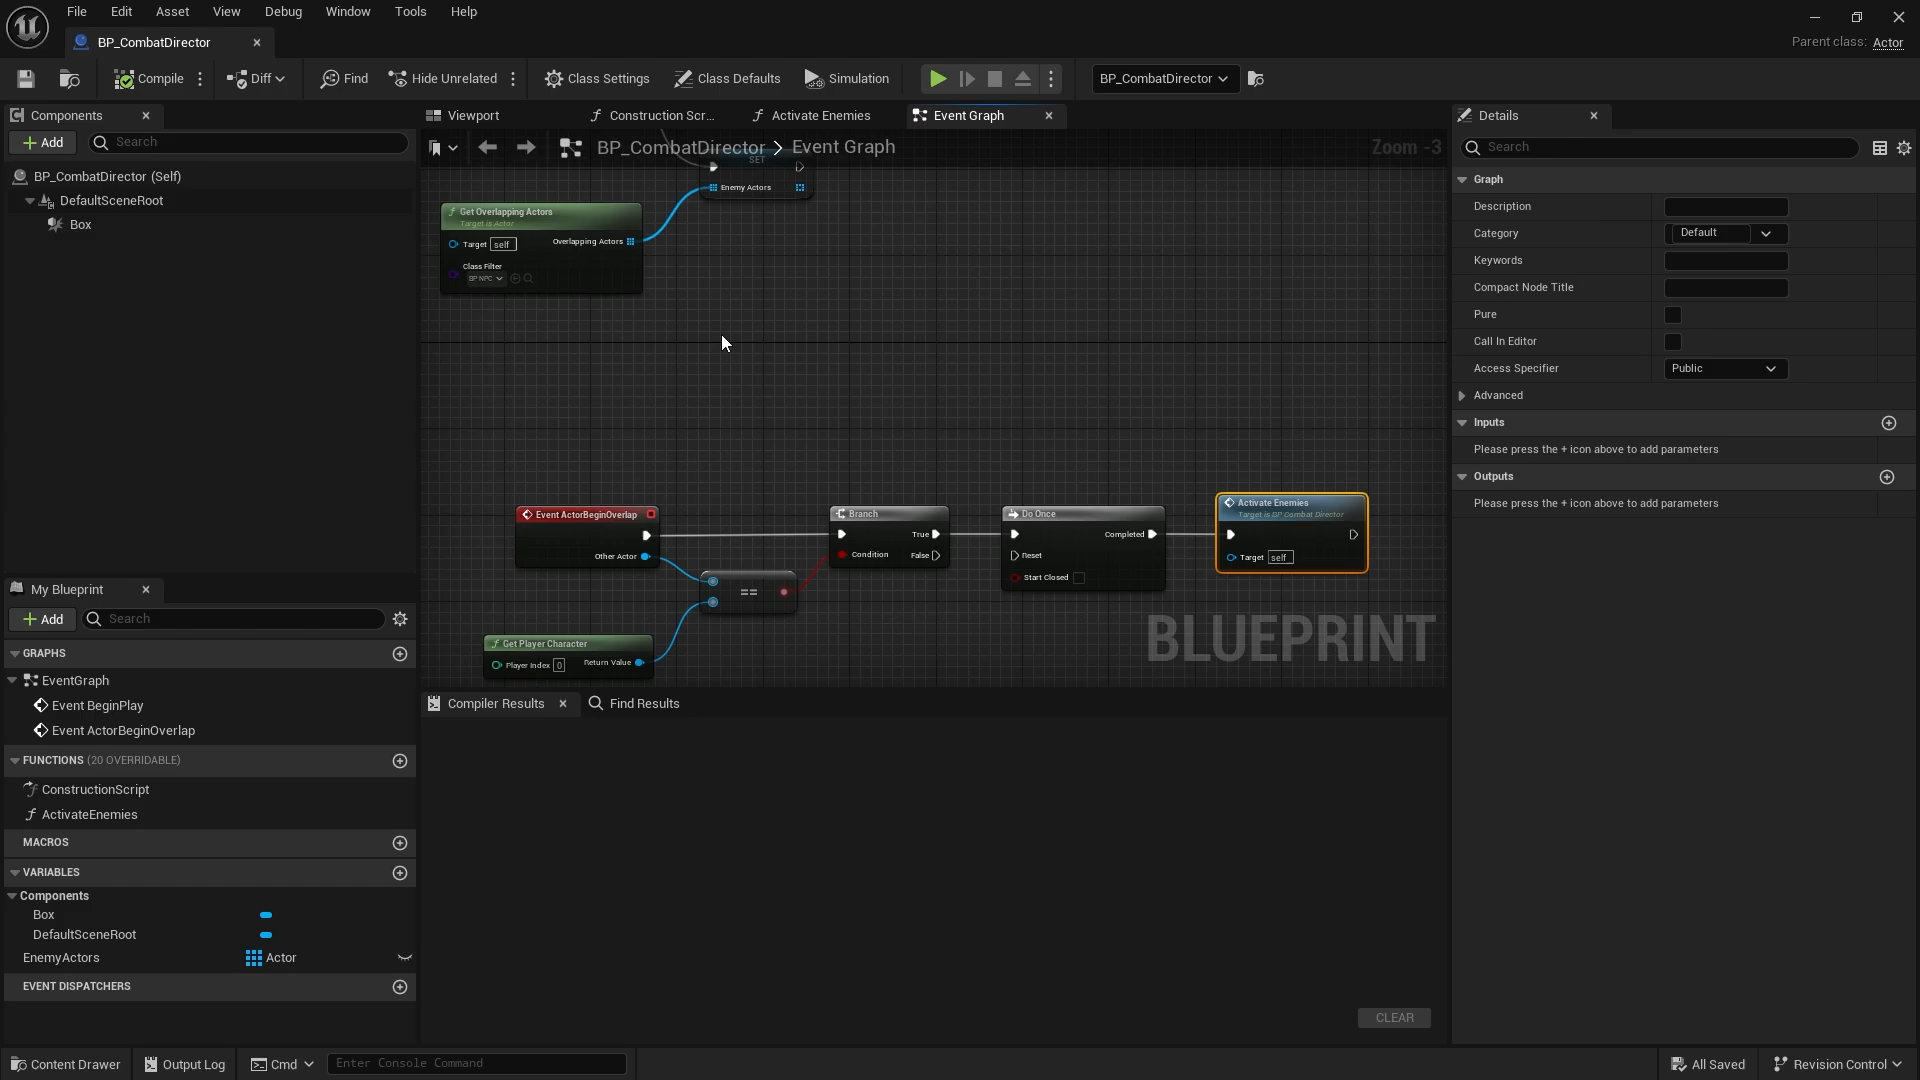 File Edit Asset View Debug Window Tools Help
BP_CombatDirector
Parent class: Actor
Compile Diff Find Hide Unrelated Class Settings Class Defaults Simulation BP_CombatDirector
Components
Add Search
BP_CombatDirector (Self)
DefaultSceneRoot
Box
My Blueprint
Add Search
GRAPHS
EventGraph
Event BeginPlay
Event ActorBeginOverlap
FUNCTIONS (20 OVERRIDABLE)
ConstructionScript
ActivateEnemies
MACROS
VARIABLES
Components
Box
DefaultSceneRoot
EnemyActors Actor
EVENT DISPATCHERS
Viewport Construction Scr... Activate Enemies Event Graph
BP_CombatDirector > Event Graph Zoom -3
SET
Enemy Actors
Get Overlapping Actors
Target is Actor
Target self Overlapping Actors
Class Filter
BP NPC
Event ActorBeginOverlap
Other Actor
==
Get Player Character
Player Index 0 Return Value
Branch
True
Condition False
Do Once
Completed
Reset
Start Closed
Activate Enemies
Target is BP Combat Director
Target self
BLUEPRINT
Compiler Results Find Results
CLEAR
Details
Search
Graph
Description
Category Default
Keywords
Compact Node Title
Pure
Call In Editor
Access Specifier Public
Advanced
Inputs
Please press the + icon above to add parameters
Outputs
Please press the + icon above to add parameters
Content Drawer Output Log Cmd Enter Console Command All Saved Revision Control